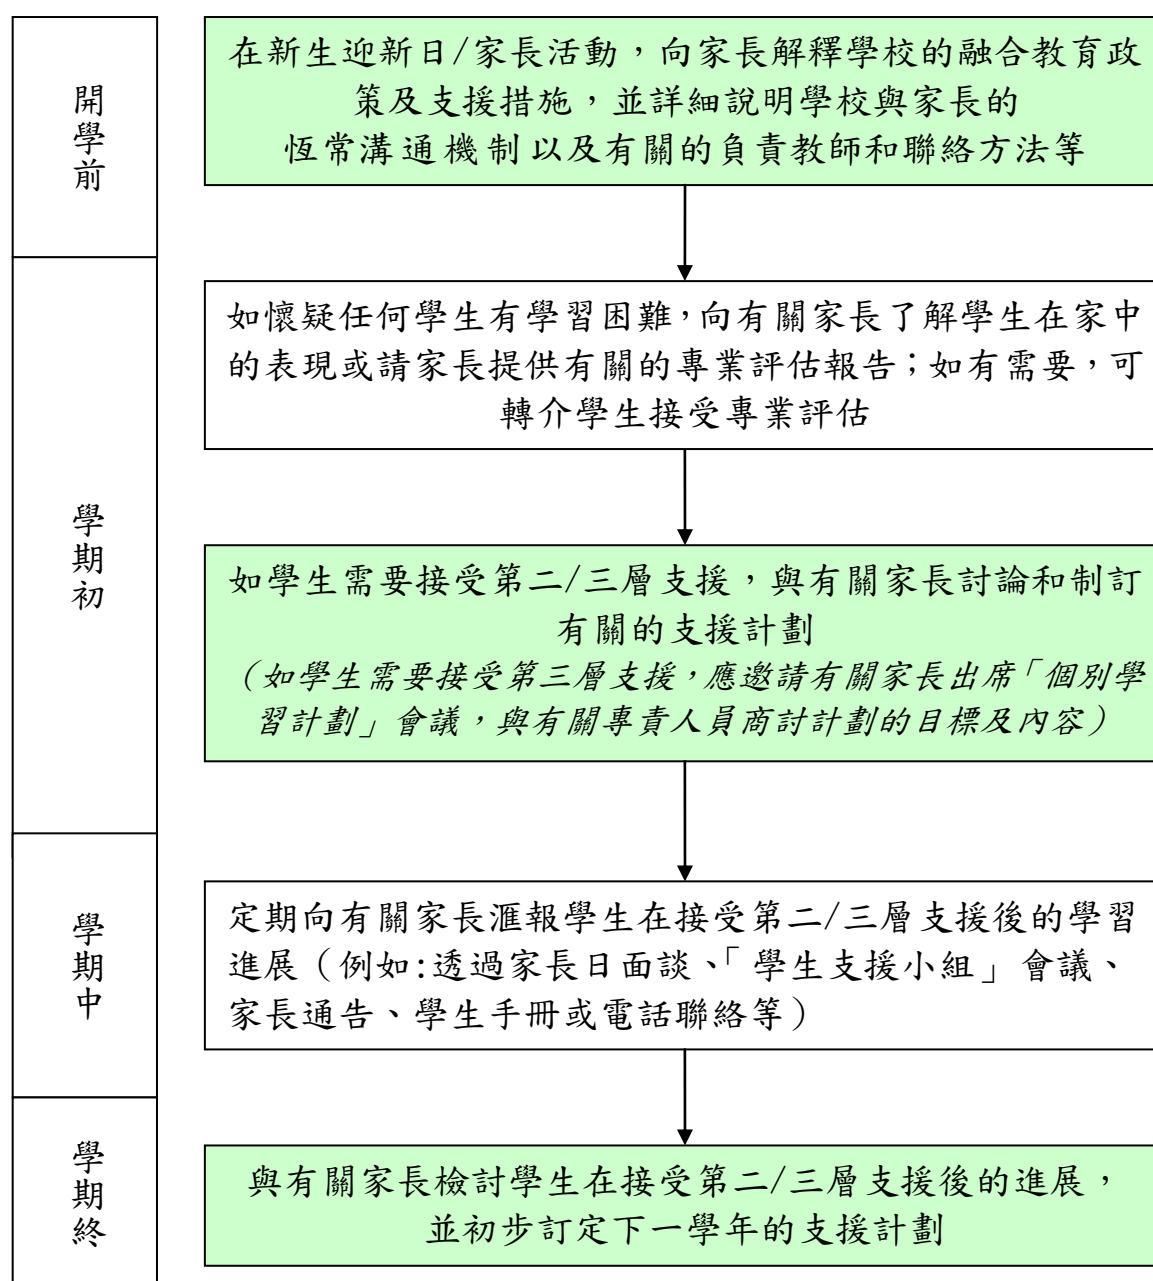 開學前
在新生迎新日/家長活動，向家長解釋學校的融合教育政
策及支援措施，並詳細說明學校與家長的
恆常溝通機制以及有關的負責教師和聯絡方法等
學期初
如懷疑任何學生有學習困難，向有關家長了解學生在家中
的表現或請家長提供有關的專業評估報告；如有需要，可
轉介學生接受專業評估
如學生需要接受第二/三層支援，與有關家長討論和制訂
有關的支援計劃
（如學生需要接受第三層支援，應邀請有關家長出席「個別學
習計劃」會議，與有關專責人員商討計劃的目標及內容）
學期中
定期向有關家長滙報學生在接受第二/三層支援後的學習
進展（例如:透過家長日面談、「學生支援小組」會議、
家長通告、學生手冊或電話聯絡等）
學期終
與有關家長檢討學生在接受第二/三層支援後的進展，
並初步訂定下一學年的支援計劃